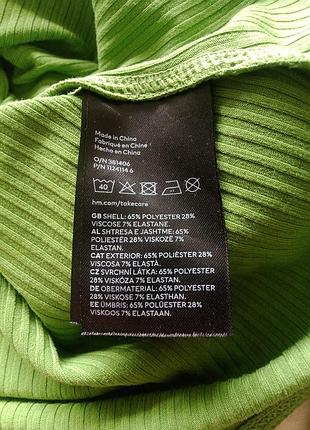 Made in China
Fabriqué en Chine
Hecho en China
O/N 381406
P/N 1124114 6
40
hm.com/takecare
GB SHELL: 65% POLYESTER 28%
VISCOSE 7% ELASTANE.
AL SHTRESA E JASHTME: 65%
POLIESTËR 28% VISKOZË 7%
ELASTAN.
CAT EXTERIOR: 65% POLIÈSTER 28%
VISCOSA 7% ELASTÀ.
CZ SVRCHNÍ LÁTKA: 65% POLYESTER
28% VISKÓZA 7% ELASTAN.
DE OBERMATERIAL: 65% POLYESTER
28% VISKOSE 7% ELASTHAN.
EE ÜMBRIS: 65% POLÜESTER 28%
VISKOOS 7% ELASTAAN.